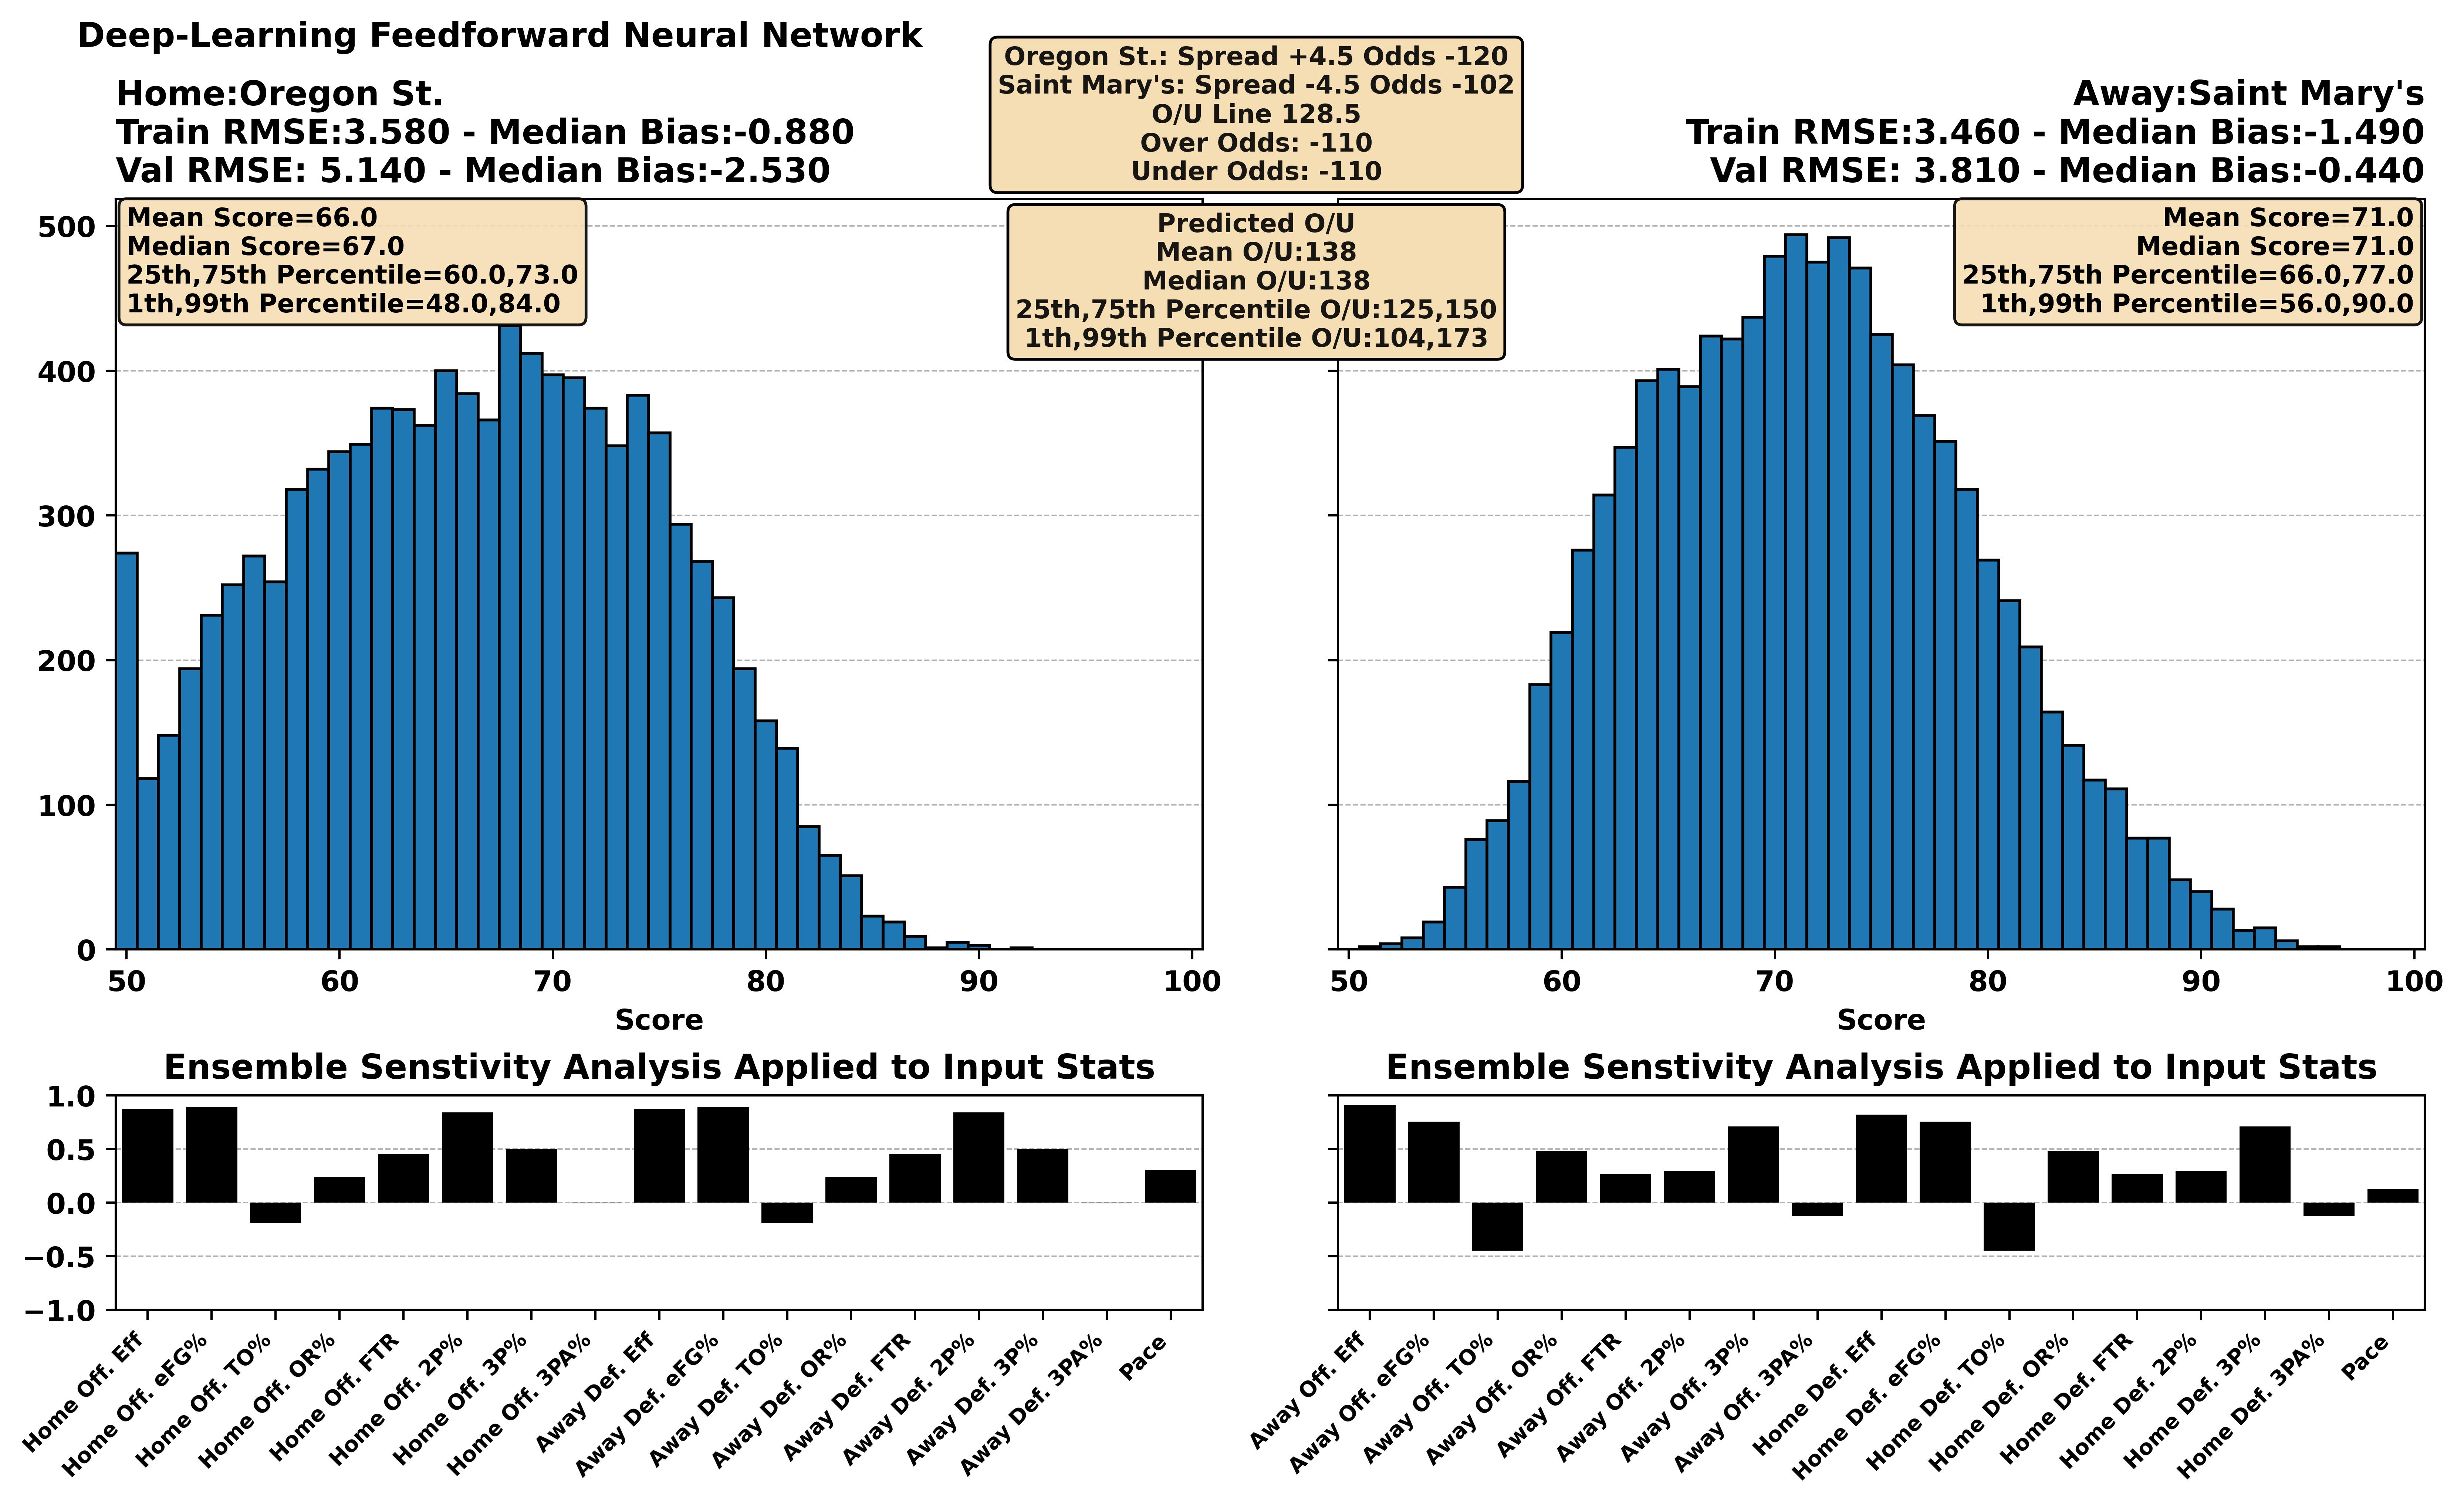 Deep-Learning Feedforward Neural Network
Home:Oregon St.
Train RMSE:3.580 - Median Bias:-0.880
Val RMSE: 5.140 - Median Bias:-2.530
Oregon St.: Spread +4.5 Odds -120
Saint Mary's: Spread -4.5 Odds -102
O/U Line 128.5
Over Odds: -110
Under Odds: -110
Away:Saint Mary's
Train RMSE:3.460 - Median Bias:-1.490
Val RMSE: 3.810 - Median Bias:-0.440
Mean Score=66.0
Median Score=67.0
25th,75th Percentile=60.0,73.0
1th,99th Percentile=48.0,84.0
Predicted O/U
Mean O/U:138
Median O/U:138
25th,75th Percentile O/U:125,150
1th,99th Percentile O/U:104,173
Mean Score=71.0
Median Score=71.0
25th,75th Percentile=66.0,77.0
1th,99th Percentile=56.0,90.0
500
400
300
200
100
0
50 60 70 80 90 100
Score
50 60 70 80 90 100
Score
Ensemble Senstivity Analysis Applied to Input Stats
1.0
0.5
0.0
−0.5
−1.0
Home Off. Eff
Home Off. eFG%
Home Off. TO%
Home Off. OR%
Home Off. FTR
Home Off. 2P%
Home Off. 3P%
Home Off. 3PA%
Away Def. Eff
Away Def. eFG%
Away Def. TO%
Away Def. OR%
Away Def. FTR
Away Def. 2P%
Away Def. 3P%
Away Def. 3PA%
Pace
Ensemble Senstivity Analysis Applied to Input Stats
Away Off. Eff
Away Off. eFG%
Away Off. TO%
Away Off. OR%
Away Off. FTR
Away Off. 2P%
Away Off. 3P%
Away Off. 3PA%
Home Def. Eff
Home Def. eFG%
Home Def. TO%
Home Def. OR%
Home Def. FTR
Home Def. 2P%
Home Def. 3P%
Home Def. 3PA%
Pace